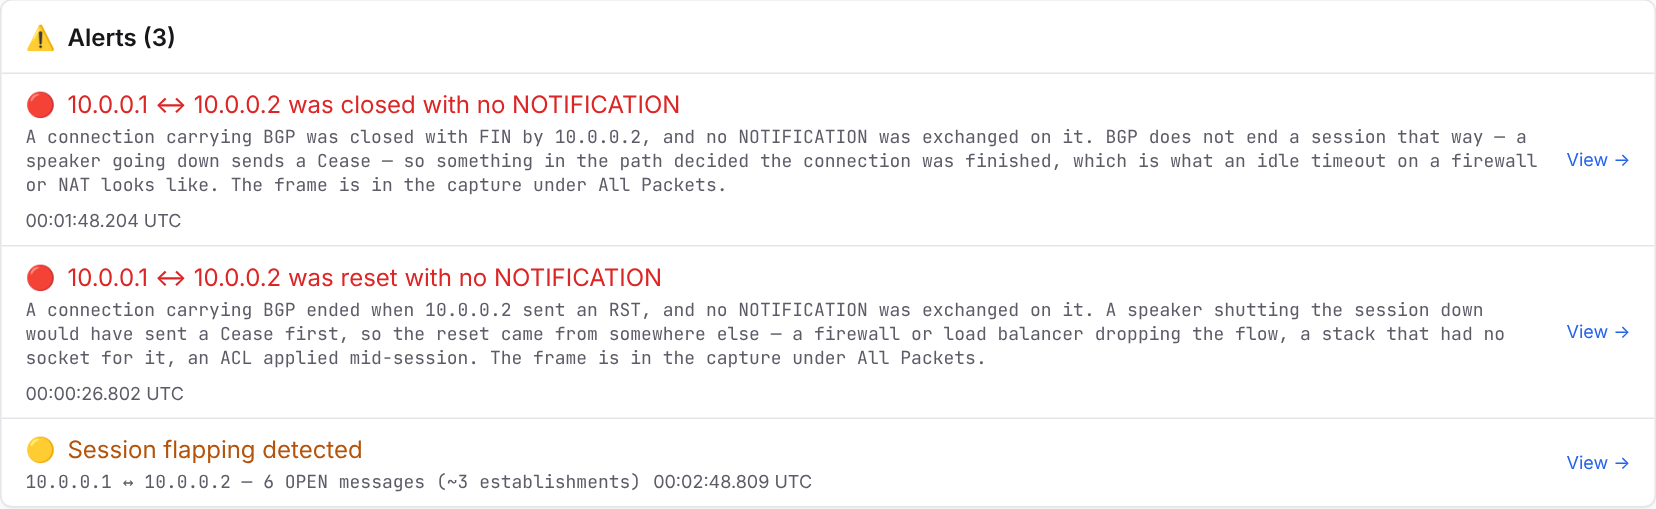 ⚠️ Alerts (3)
🔴 10.0.0.1 ↔ 10.0.0.2 was closed with no NOTIFICATION
A connection carrying BGP was closed with FIN by 10.0.0.2, and no NOTIFICATION was exchanged on it. BGP does not end a session that way — a
speaker going down sends a Cease — so something in the path decided the connection was finished, which is what an idle timeout on a firewall
or NAT looks like. The frame is in the capture under All Packets.
View →
00:01:48.204 UTC
🔴 10.0.0.1 ↔ 10.0.0.2 was reset with no NOTIFICATION
A connection carrying BGP ended when 10.0.0.2 sent an RST, and no NOTIFICATION was exchanged on it. A speaker shutting the session down
would have sent a Cease first, so the reset came from somewhere else — a firewall or load balancer dropping the flow, a stack that had no
socket for it, an ACL applied mid-session. The frame is in the capture under All Packets.
View →
00:00:26.802 UTC
🟡 Session flapping detected
10.0.0.1 ↔ 10.0.0.2 — 6 OPEN messages (~3 establishments) 00:02:48.809 UTC
View →